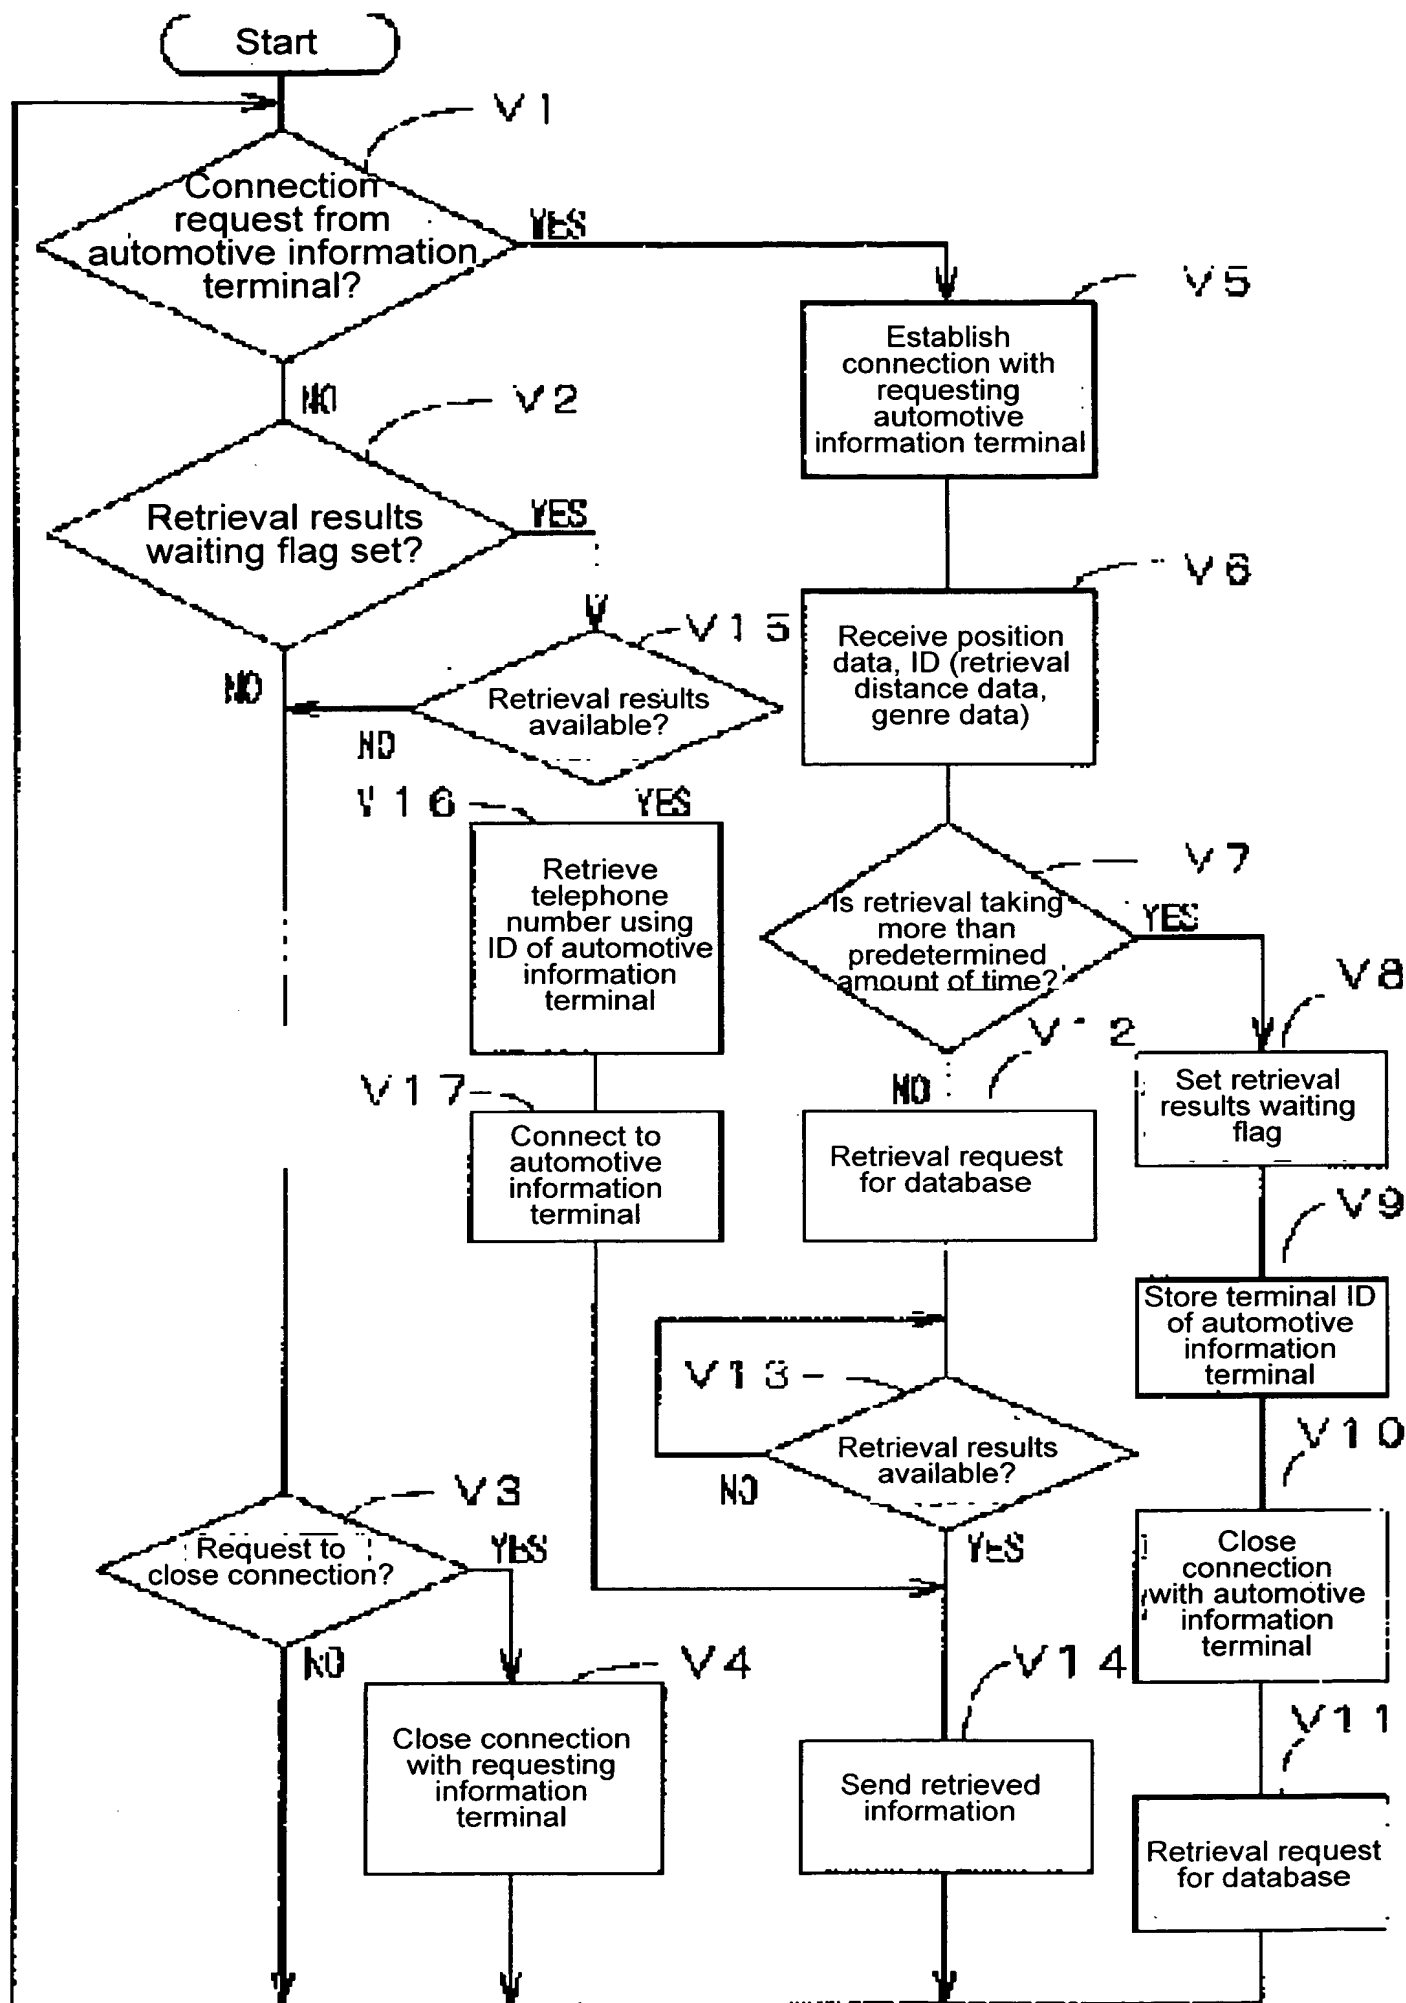 Start
V1
Connection
request from
automotive information
terminal?
YES
NO
V5
Establish
connection with
requesting
automotive
information terminal
V2
Retrieval results
waiting flag set?
YES
NO
V6
Receive position
data, ID (retrieval
distance data,
genre data)
V15
Retrieval results
available?
NO
YES
V16
Retrieve
telephone
number using
ID of automotive
information
terminal
V7
Is retrieval taking
more than
predetermined
amount of time?
YES
NO
V8
Set retrieval
results waiting
flag
V17
Connect to
automotive
information
terminal
V12
Retrieval request
for database
V9
Store terminal ID
of automotive
information
terminal
V13
Retrieval results
available?
NO
YES
V10
Close
connection
with automotive
information
terminal
V3
Request to
close connection?
YES
NO
V4
Close connection
with requesting
information
terminal
V14
Send retrieved
information
V11
Retrieval request
for database